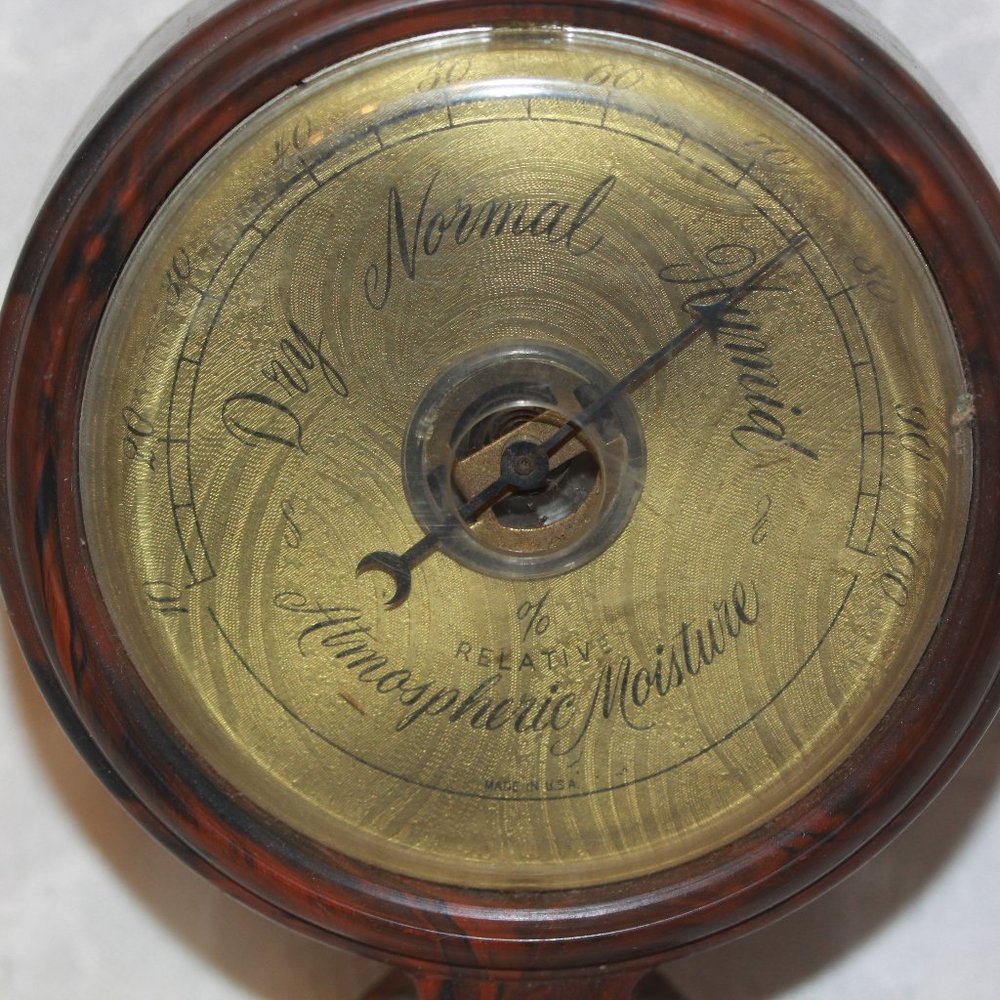 10
20
30
40
50
60
70
80
90
100
Dry
Normal
Humid
%
RELATIVE
Atmospheric Moisture
MADE IN U.S.A.